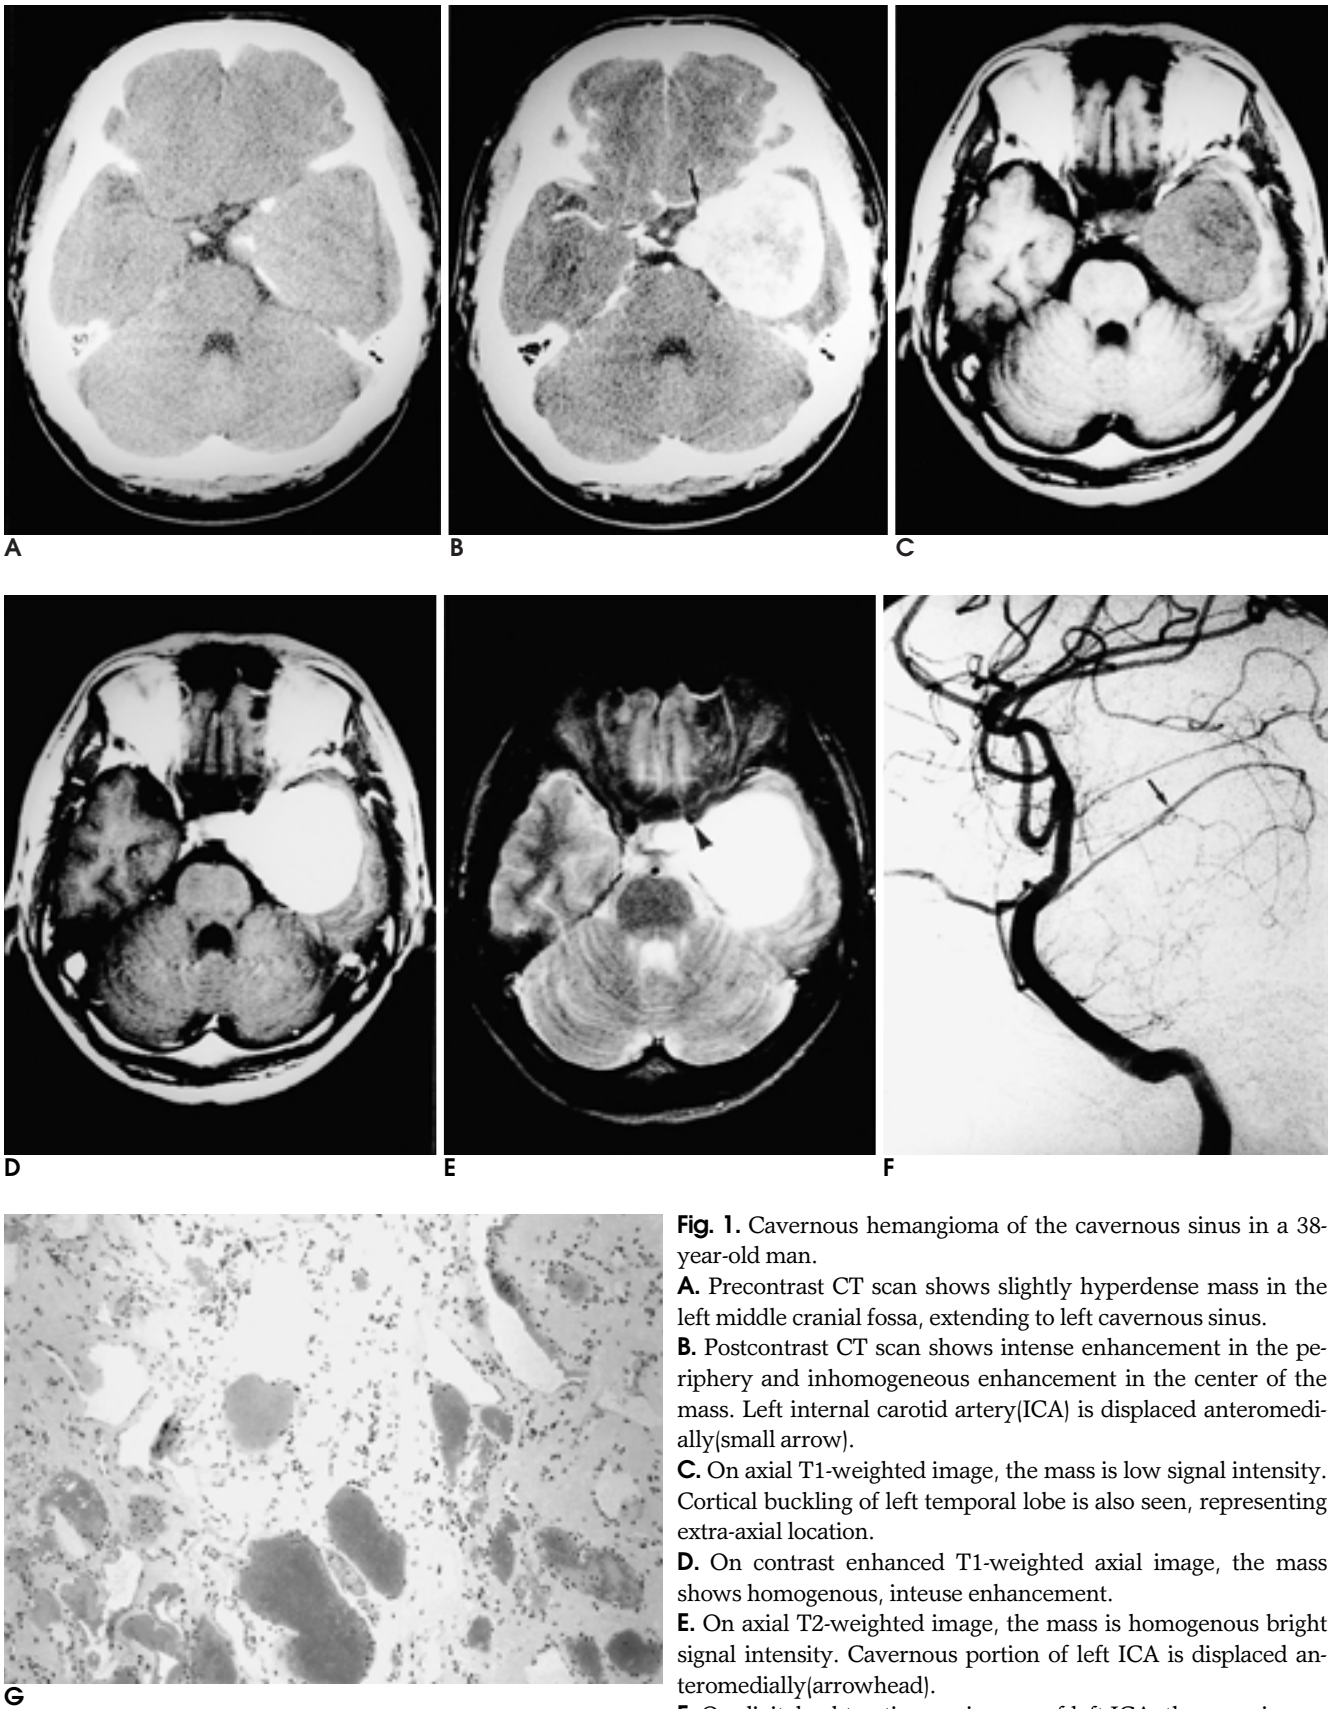 A
B
C
D
E
F
G
Fig. 1. Cavernous hemangioma of the cavernous sinus in a 38-
year-old man.
A. Precontrast CT scan shows slightly hyperdense mass in the
left middle cranial fossa, extending to left cavernous sinus.
B. Postcontrast CT scan shows intense enhancement in the pe-
riphery and inhomogeneous enhancement in the center of the
mass. Left internal carotid artery(ICA) is displaced anteromedi-
ally(small arrow).
C. On axial T1-weighted image, the mass is low signal intensity.
Cortical buckling of left temporal lobe is also seen, representing
extra-axial location.
D. On contrast enhanced T1-weighted axial image, the mass
shows homogenous, inteuse enhancement.
E. On axial T2-weighted image, the mass is homogenous bright
signal intensity. Cavernous portion of left ICA is displaced an-
teromedially(arrowhead).